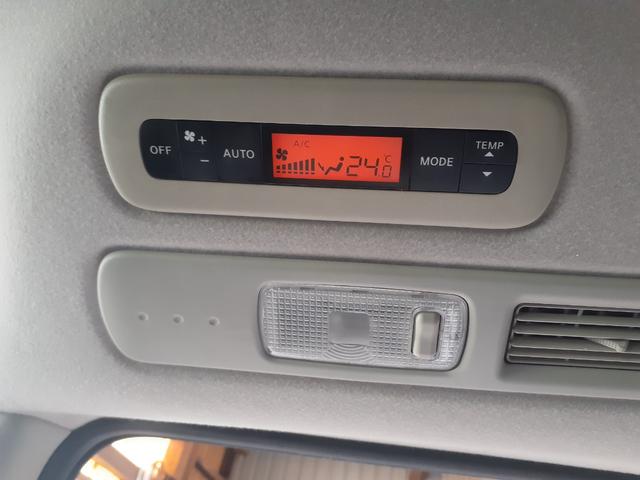 OFF
+
−
AUTO
A/C
24.0 °C
MODE
TEMP